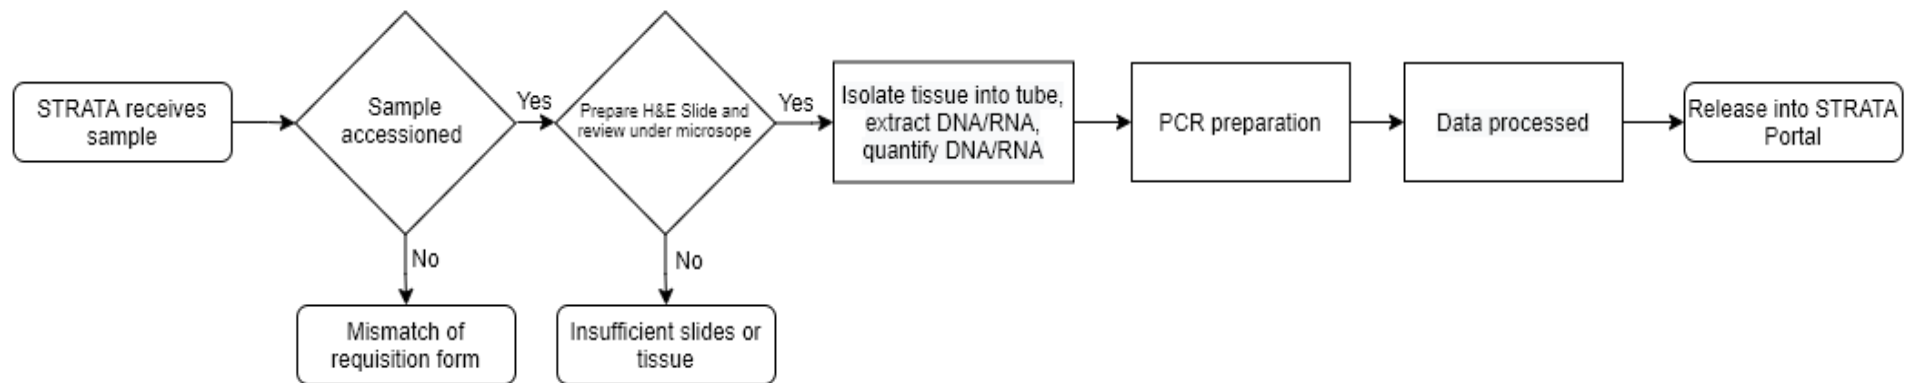 STRATA receives
sample
Sample
accessioned
Yes
No
Mismatch of
requisition form
Prepare H&E Slide and
review under microsope
Yes
No
Insufficient slides or
tissue
Isolate tissue into tube,
extract DNA/RNA,
quantify DNA/RNA
PCR preparation
Data processed
Release into STRATA
Portal